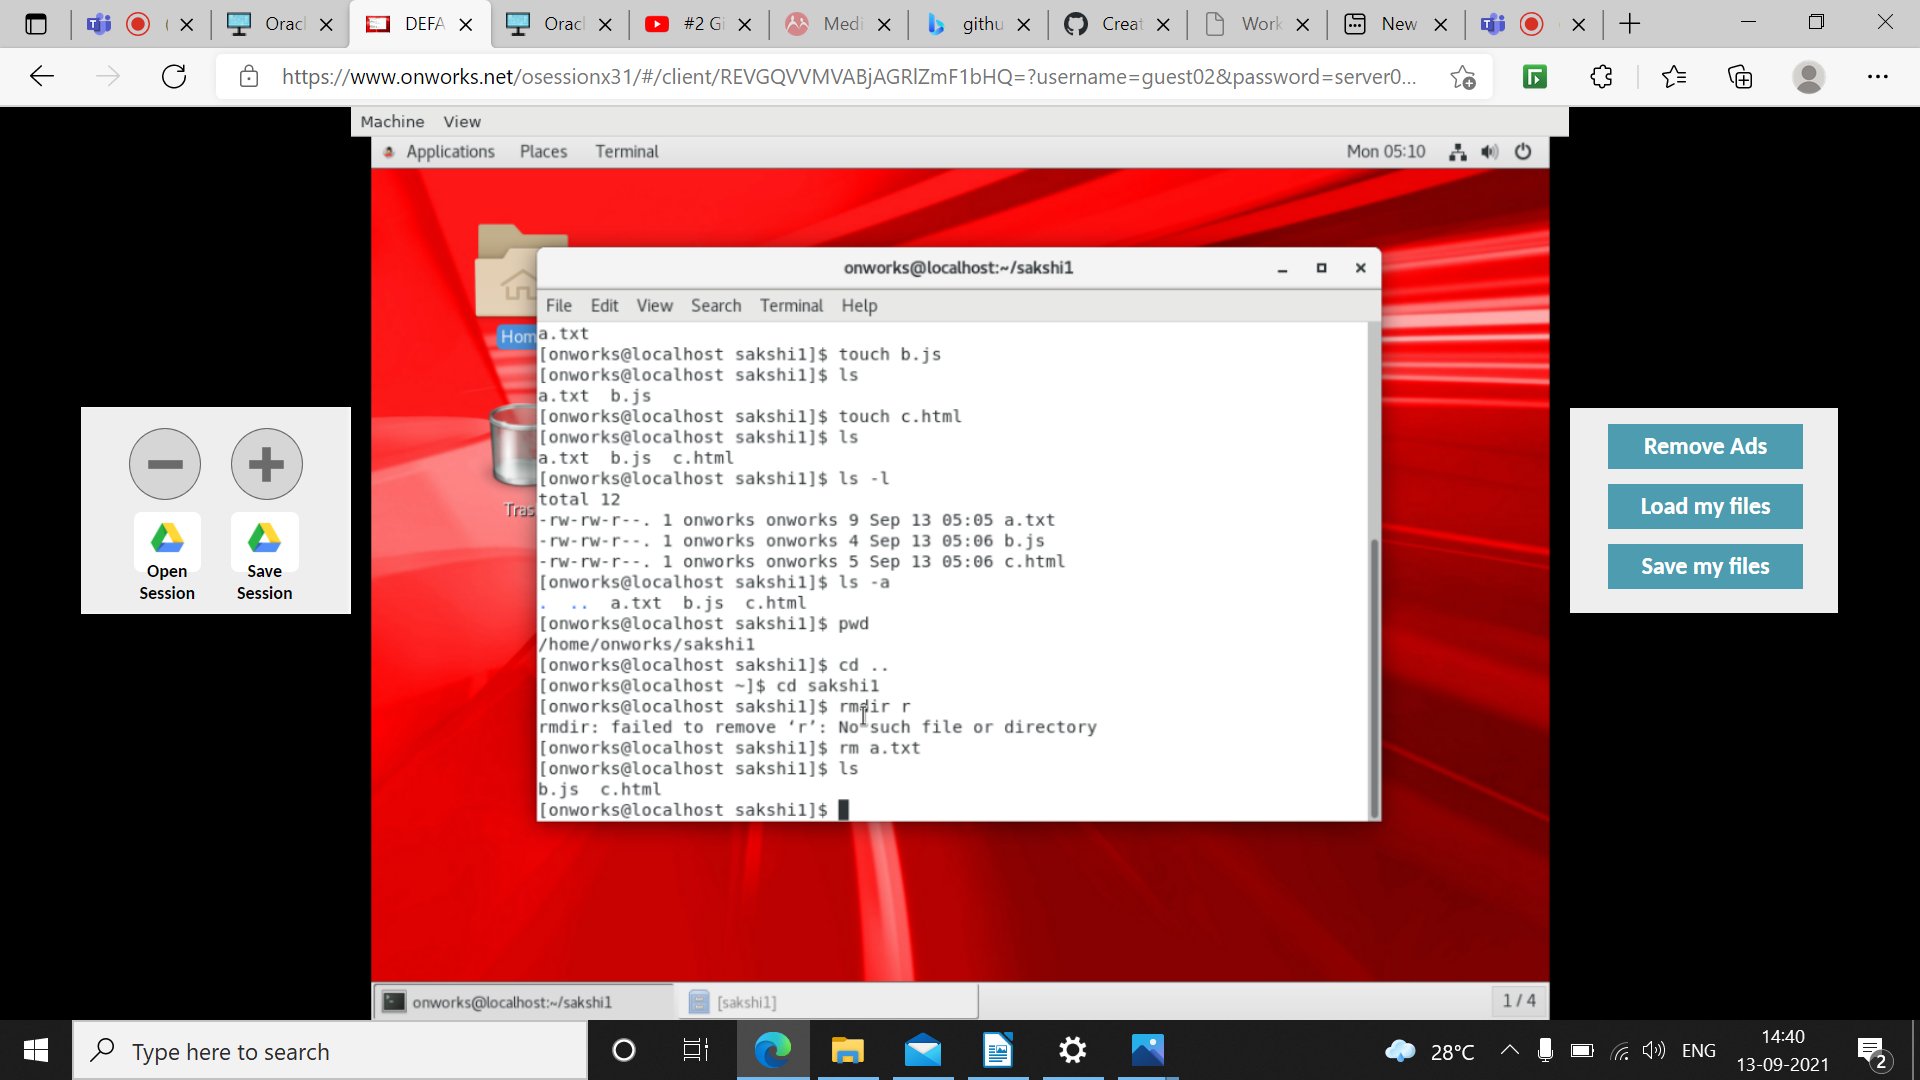 Orac
DEFA
Orac
#2 Gi
Medi
githu
Creat
Work
New
https://www.onworks.net/osessionx31/#/client/REVGQVVMVABjAGRlZmF1bHQ=?username=guest02&password=server0...
Machine View
Applications Places Terminal Mon 05:10
Home
Tras
onworks@localhost:~/sakshi1
File Edit View Search Terminal Help
a.txt
[onworks@localhost sakshi1]$ touch b.js
[onworks@localhost sakshi1]$ ls
a.txt b.js
[onworks@localhost sakshi1]$ touch c.html
[onworks@localhost sakshi1]$ ls
a.txt b.js c.html
[onworks@localhost sakshi1]$ ls -l
total 12
-rw-rw-r--. 1 onworks onworks 9 Sep 13 05:05 a.txt
-rw-rw-r--. 1 onworks onworks 4 Sep 13 05:06 b.js
-rw-rw-r--. 1 onworks onworks 5 Sep 13 05:06 c.html
[onworks@localhost sakshi1]$ ls -a
. .. a.txt b.js c.html
[onworks@localhost sakshi1]$ pwd
/home/onworks/sakshi1
[onworks@localhost sakshi1]$ cd ..
[onworks@localhost ~]$ cd sakshi1
[onworks@localhost sakshi1]$ rmdir r
rmdir: failed to remove ‘r’: No such file or directory
[onworks@localhost sakshi1]$ rm a.txt
[onworks@localhost sakshi1]$ ls
b.js c.html
[onworks@localhost sakshi1]$
Open Session
Save Session
Remove Ads
Load my files
Save my files
onworks@localhost:~/sakshi1
[sakshi1]
1 / 4
Type here to search
28°C
ENG
14:40
13-09-2021
2